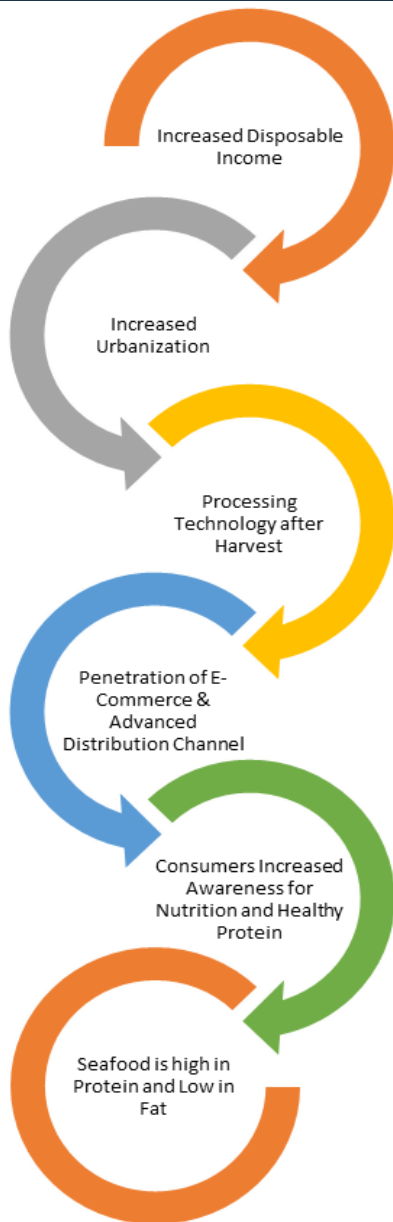 Increased Disposable
Income
Increased
Urbanization
Processing
Technology after
Harvest
Penetration of E-
Commerce &
Advanced
Distribution Channel
Consumers Increased
Awareness for
Nutrition and Healthy
Protein
Seafood is high in
Protein and Low in
Fat